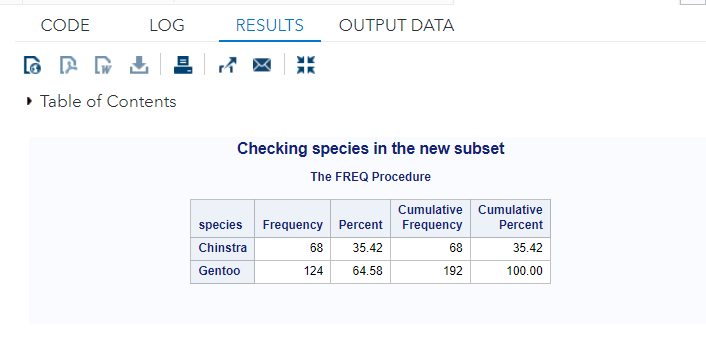 CODE LOG RESULTS OUTPUT DATA
Table of Contents
Checking species in the new subset
The FREQ Procedure
species Frequency Percent Cumulative Frequency Cumulative Percent
Chinstra 68 35.42 68 35.42
Gentoo 124 64.58 192 100.00